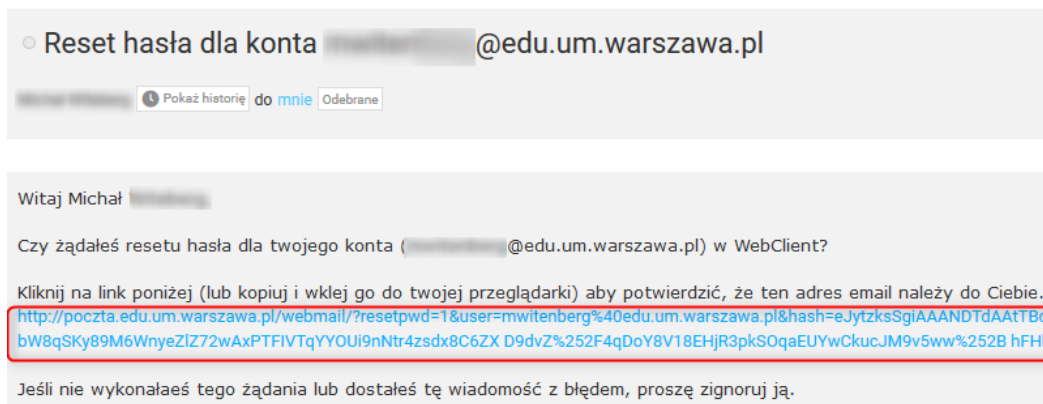 Reset hasła dla konta @edu.um.warszawa.pl
Pokaż historię do mnie Odebrane
Witaj Michał
Czy żądałeś resetu hasła dla twojego konta ( @edu.um.warszawa.pl) w WebClient?
Kliknij na link poniżej (lub kopiuj i wklej go do twojej przeglądarki) aby potwierdzić, że ten adres email należy do Ciebie.
http://poczta.edu.um.warszawa.pl/webmail/?resetpwd=1&user=mwitenberg%40edu.um.warszawa.pl&hash=eJytzksSgiAAANDTdAAtTBc
bW8qSKy89M6WnyeZlZ72wAxPTFIVTqYYOUi9nNtr4zsdx8C6ZX D9dvZ%252F4qDoY8V18EHjR3pkSOqaEUYwCkucJM9v5ww%252B hFH
Jeśli nie wykonałaeś tego żądania lub dostałeś tę wiadomość z błędem, proszę zignoruj ją.